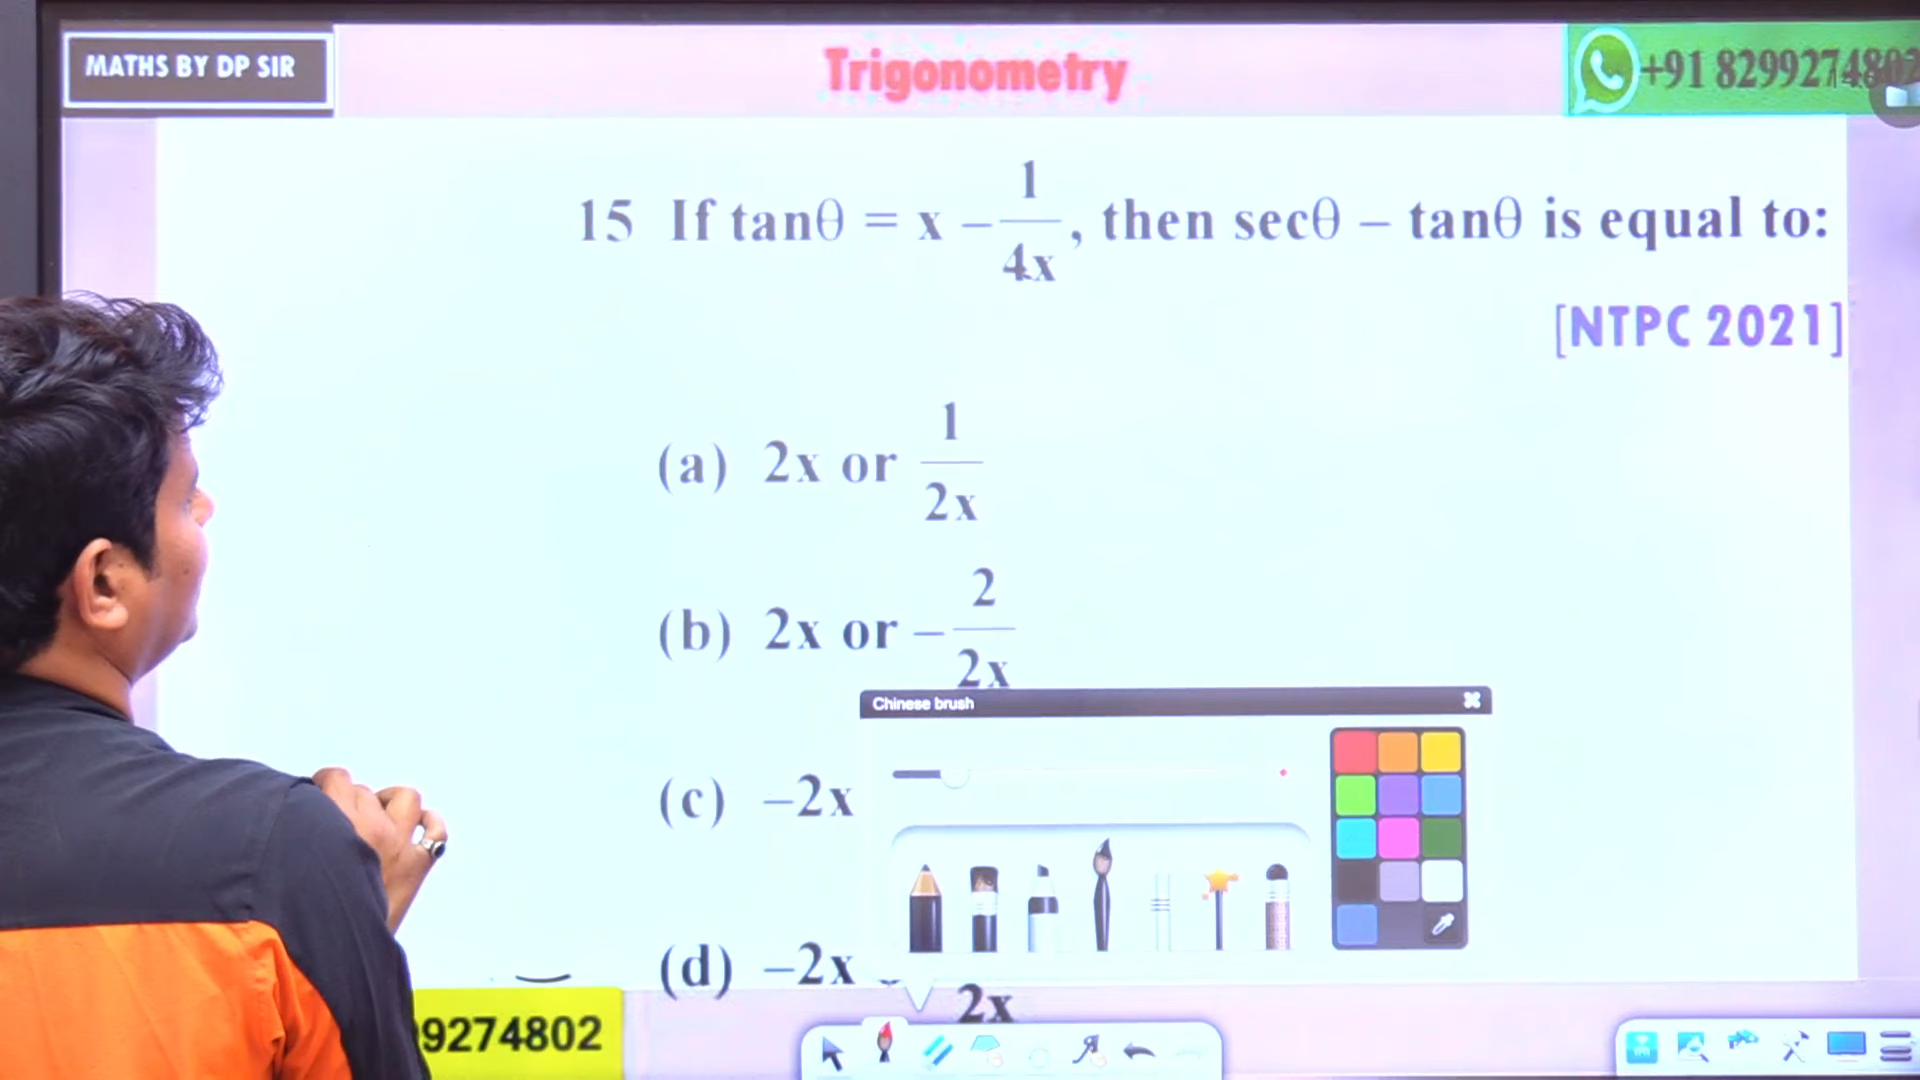 MATHS BY DP SIR
Trigonometry
+91 8299274802
15 If tanθ = x – 1/4x, then secθ – tanθ is equal to:
[NTPC 2021]
(a) 2x or 1/2x
(b) 2x or – 2/2x
Chinese brush
(c) –2x
(d) –2x
2x
9274802